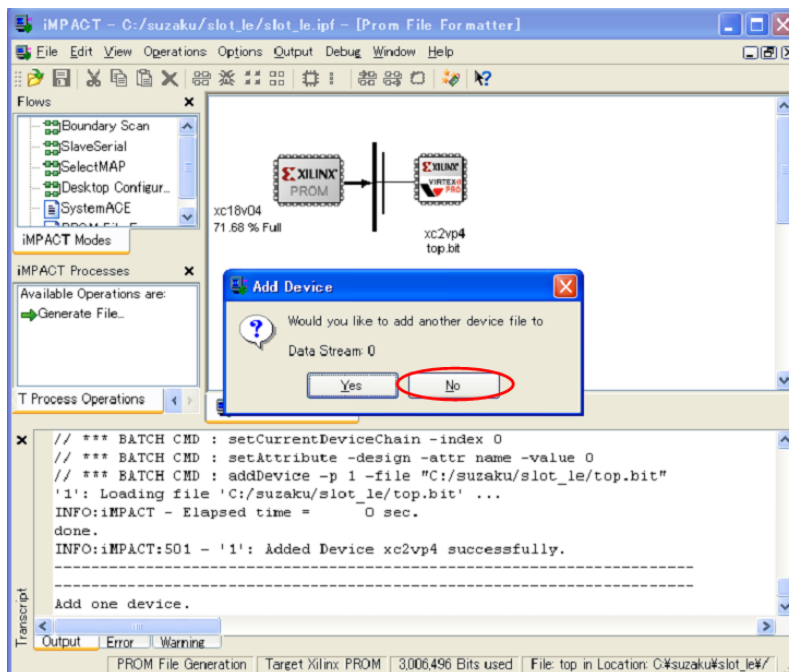 iMPACT - C:/suzaku/slot_le/slot_le.ipf - [Prom File Formatter]
File Edit View Operations Options Output Debug Window Help
Flows
Boundary Scan
SlaveSerial
SelectMAP
Desktop Configur...
SystemACE
iMPACT Modes
iMPACT Processes
Available Operations are:
Generate File...
T Process Operations
XILINX
PROM
xc18v04
71.68 % Full
XILINX
VIRTEX-II
PRO
xc2vp4
top.bit
Add Device
Would you like to add another device file to
Data Stream: 0
Yes
No
// *** BATCH CMD : setCurrentDeviceChain -index 0
// *** BATCH CMD : setAttribute -design -attr name -value 0
// *** BATCH CMD : addDevice -p 1 -file "C:/suzaku/slot_le/top.bit"
'1': Loading file 'C:/suzaku/slot_le/top.bit' ...
INFO:iMPACT - Elapsed time =      0 sec.
done.
INFO:iMPACT:501 - '1': Added Device xc2vp4 successfully.
----------------------------------------------------------------------
----------------------------------------------------------------------
Add one device.
Transcript
Output Error Warning
PROM File Generation Target Xilinx PROM 3,006,496 Bits used File: top in Location: C:¥suzaku¥slot_le¥/